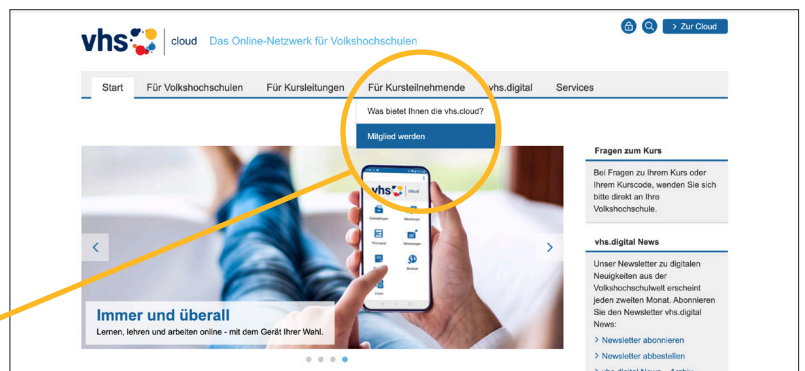 vhs cloud Das Online-Netzwerk für Volkshochschulen
> Zur Cloud
Start Für Volkshochschulen Für Kursleitungen Für Kursteilnehmende vhs.digital Services
Was bietet Ihnen die vhs.cloud?
Mitglied werden
vhs cloud
Immer und überall
Lernen, lehren und arbeiten online - mit dem Gerät Ihrer Wahl.
Fragen zum Kurs
Bei Fragen zu Ihrem Kurs oder
Ihrem Kurscode, wenden Sie sich
bitte direkt an Ihre
Volkshochschule.
vhs.digital News
Unser Newsletter zu digitalen
Neuigkeiten aus der
Volkshochschulwelt erscheint
jeden zweiten Monat. Abonnieren
Sie den Newsletter vhs.digital
News:
> Newsletter abonnieren
> Newsletter abbestellen
> vhs.digital News - Archiv